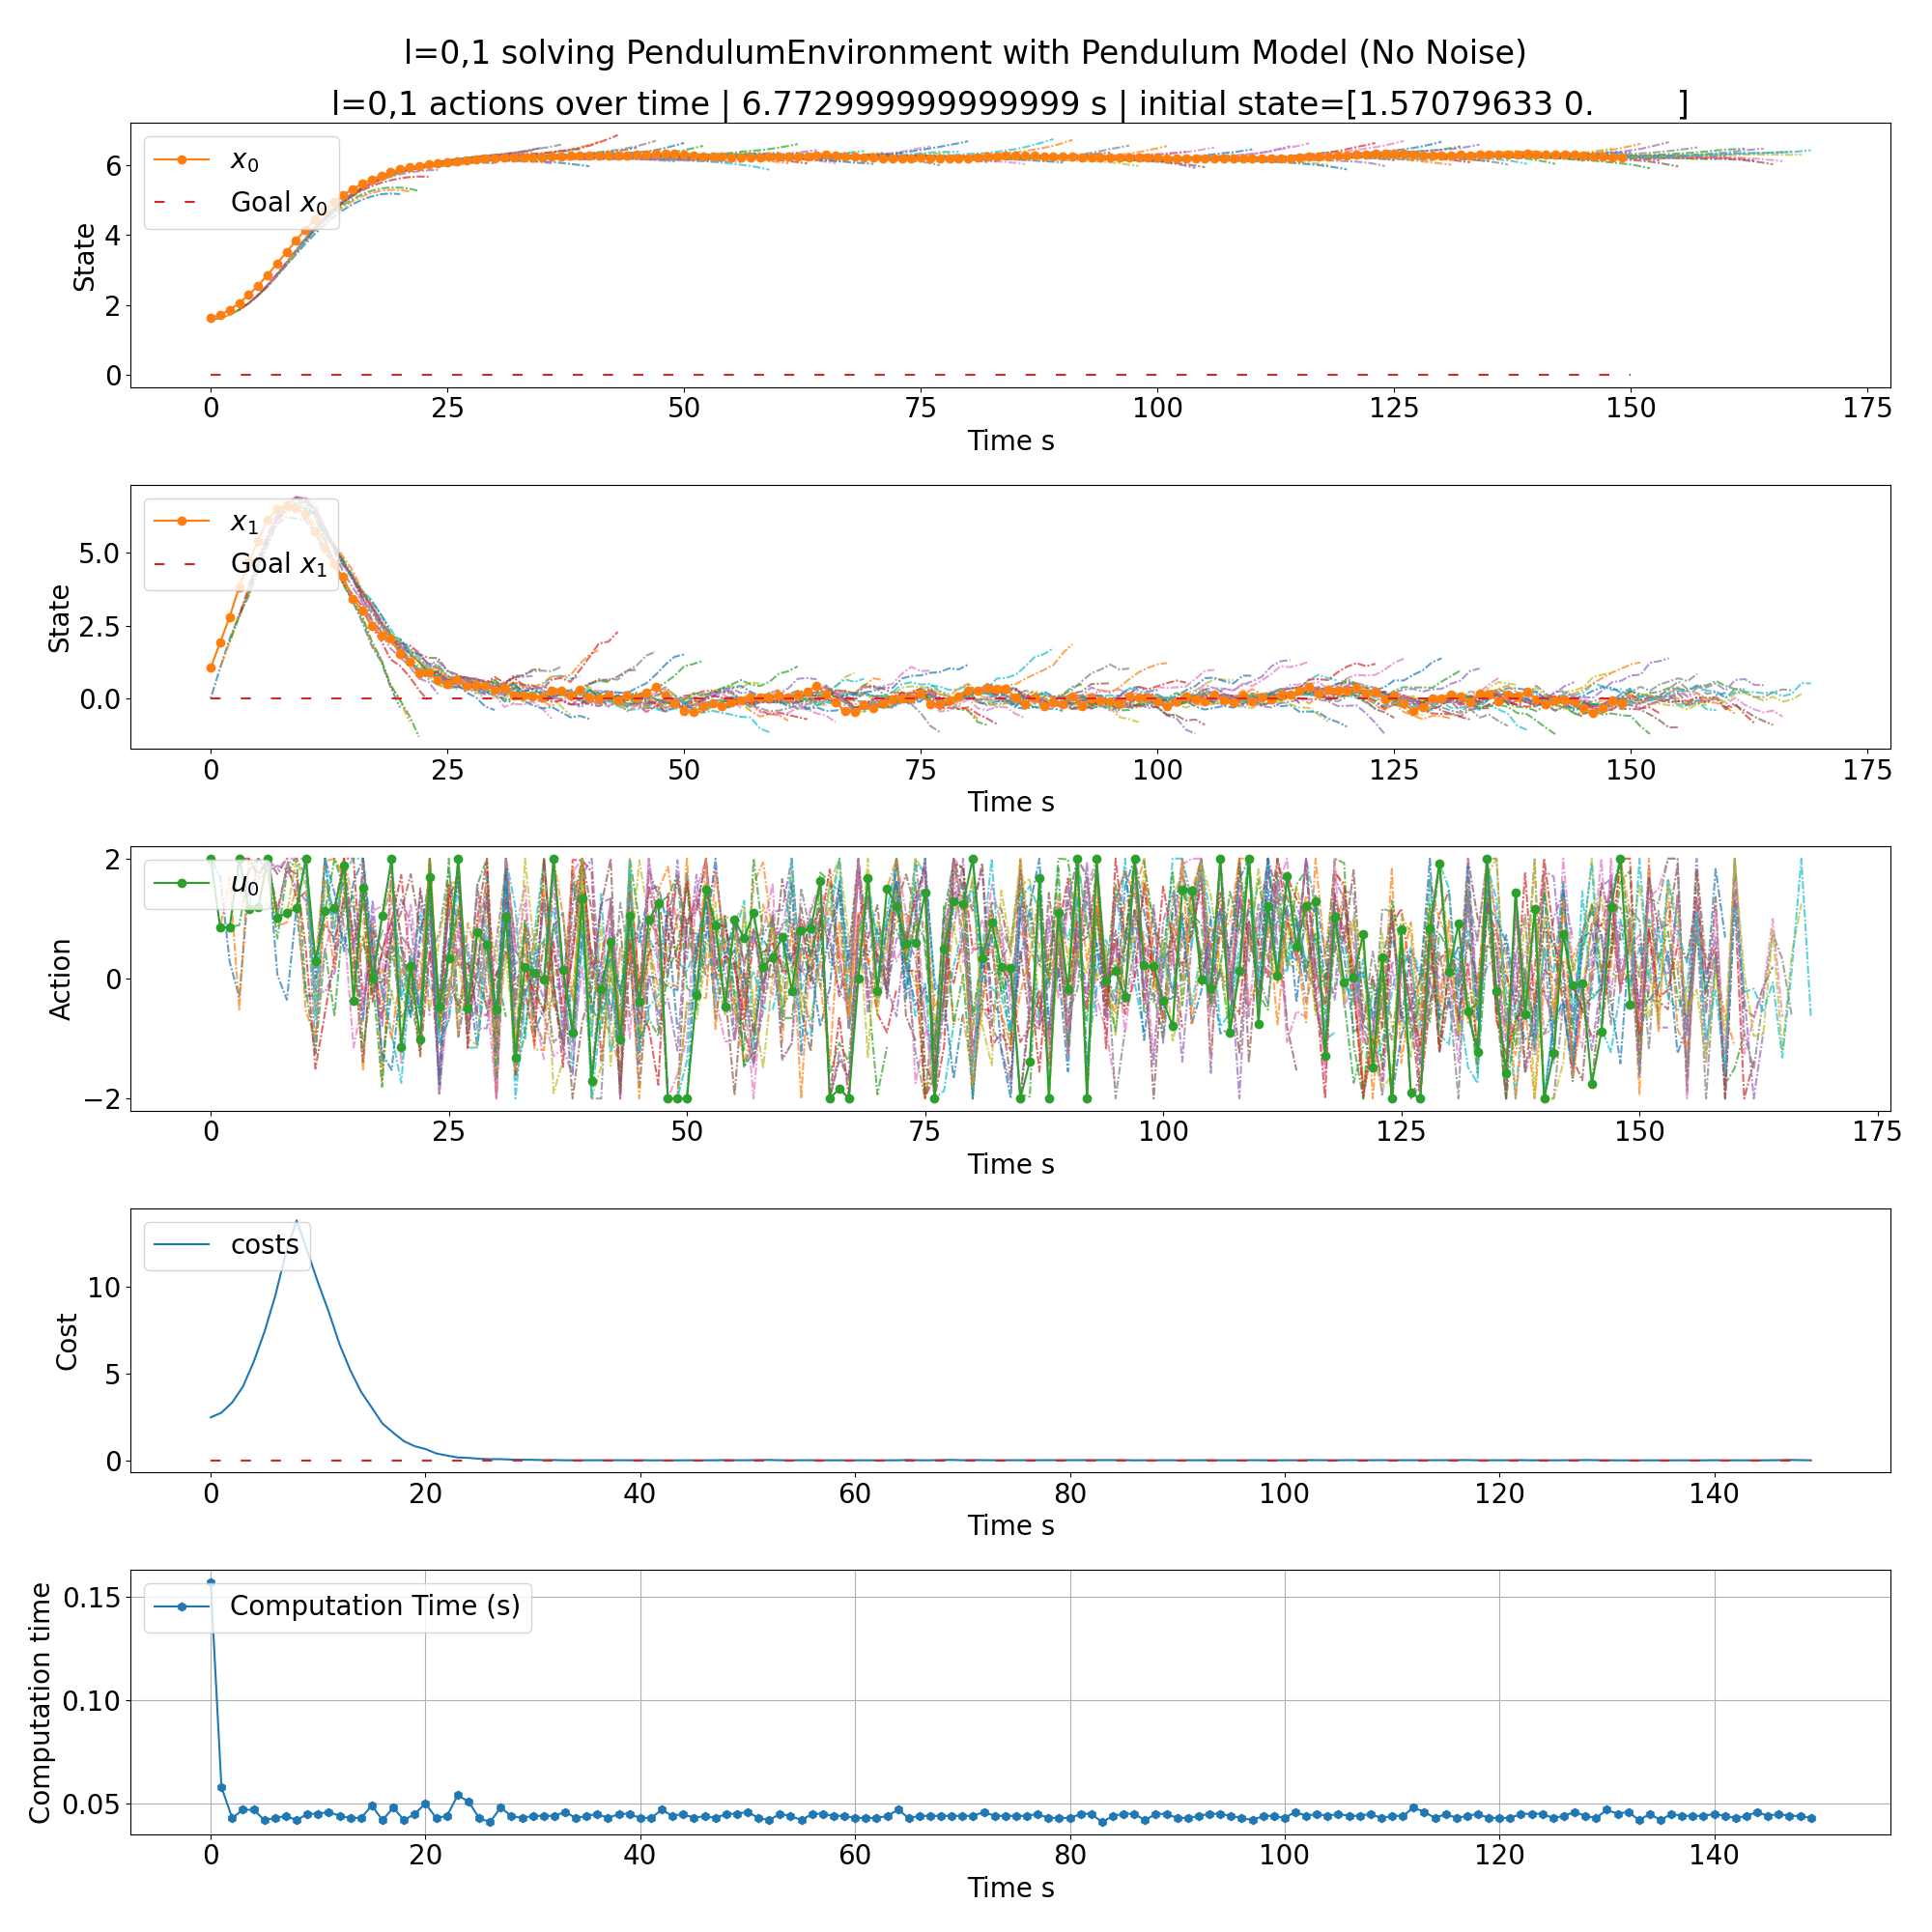 l=0,1 solving PendulumEnvironment with Pendulum Model (No Noise)
l=0,1 actions over time | 6.772999999999999 s | initial state=[1.57079633 0. ]
x0
Goal x0
State
6
4
2
0
0 25 50 75 100 125 150 175
Time s
x1
Goal x1
State
5.0
2.5
0.0
0 25 50 75 100 125 150 175
Time s
u0
Action
2
0
−2
0 25 50 75 100 125 150 175
Time s
costs
Cost
10
5
0
0 20 40 60 80 100 120 140
Time s
Computation Time (s)
Computation time
0.15
0.10
0.05
0 20 40 60 80 100 120 140
Time s